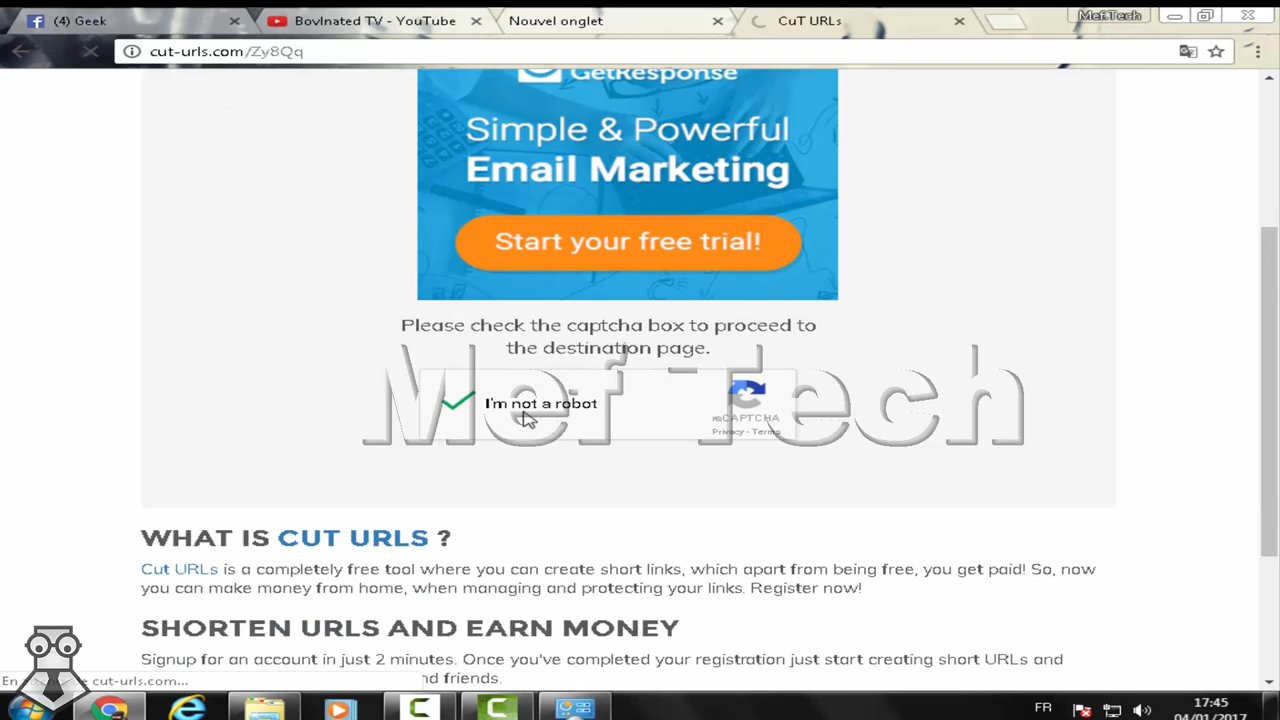 (4) Geek
BovInated TV - YouTube
Nouvel onglet
CuT URLs
Mef.Tech
cut-urls.com/Zy8Qq
GetResponse
Simple & Powerful
Email Marketing
Start your free trial!
Please check the captcha box to proceed to
the destination page.
I'm not a robot
reCAPTCHA
Privacy - Terms
Mef Tech
WHAT IS CUT URLS ?
Cut URLs is a completely free tool where you can create short links, which apart from being free, you get paid! So, now
you can make money from home, when managing and protecting your links. Register now!
SHORTEN URLS AND EARN MONEY
Signup for an account in just 2 minutes. Once you've completed your registration just start creating short URLs and
nd friends.
cut-urls.com...
FR
17:45
04/01/2017